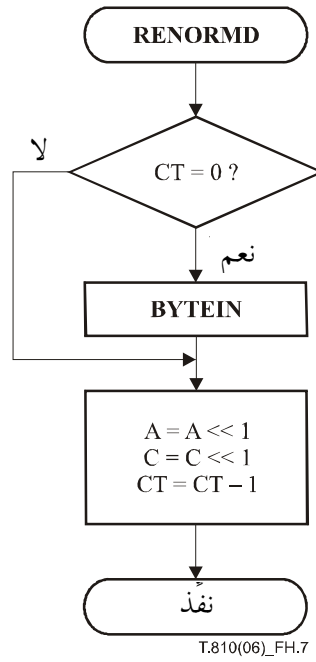 RENORMD
CT = 0 ?
لا
نعم
BYTEIN
A = A << 1
C = C << 1
CT = CT – 1
نفّذ
T.810(06)_FH.7